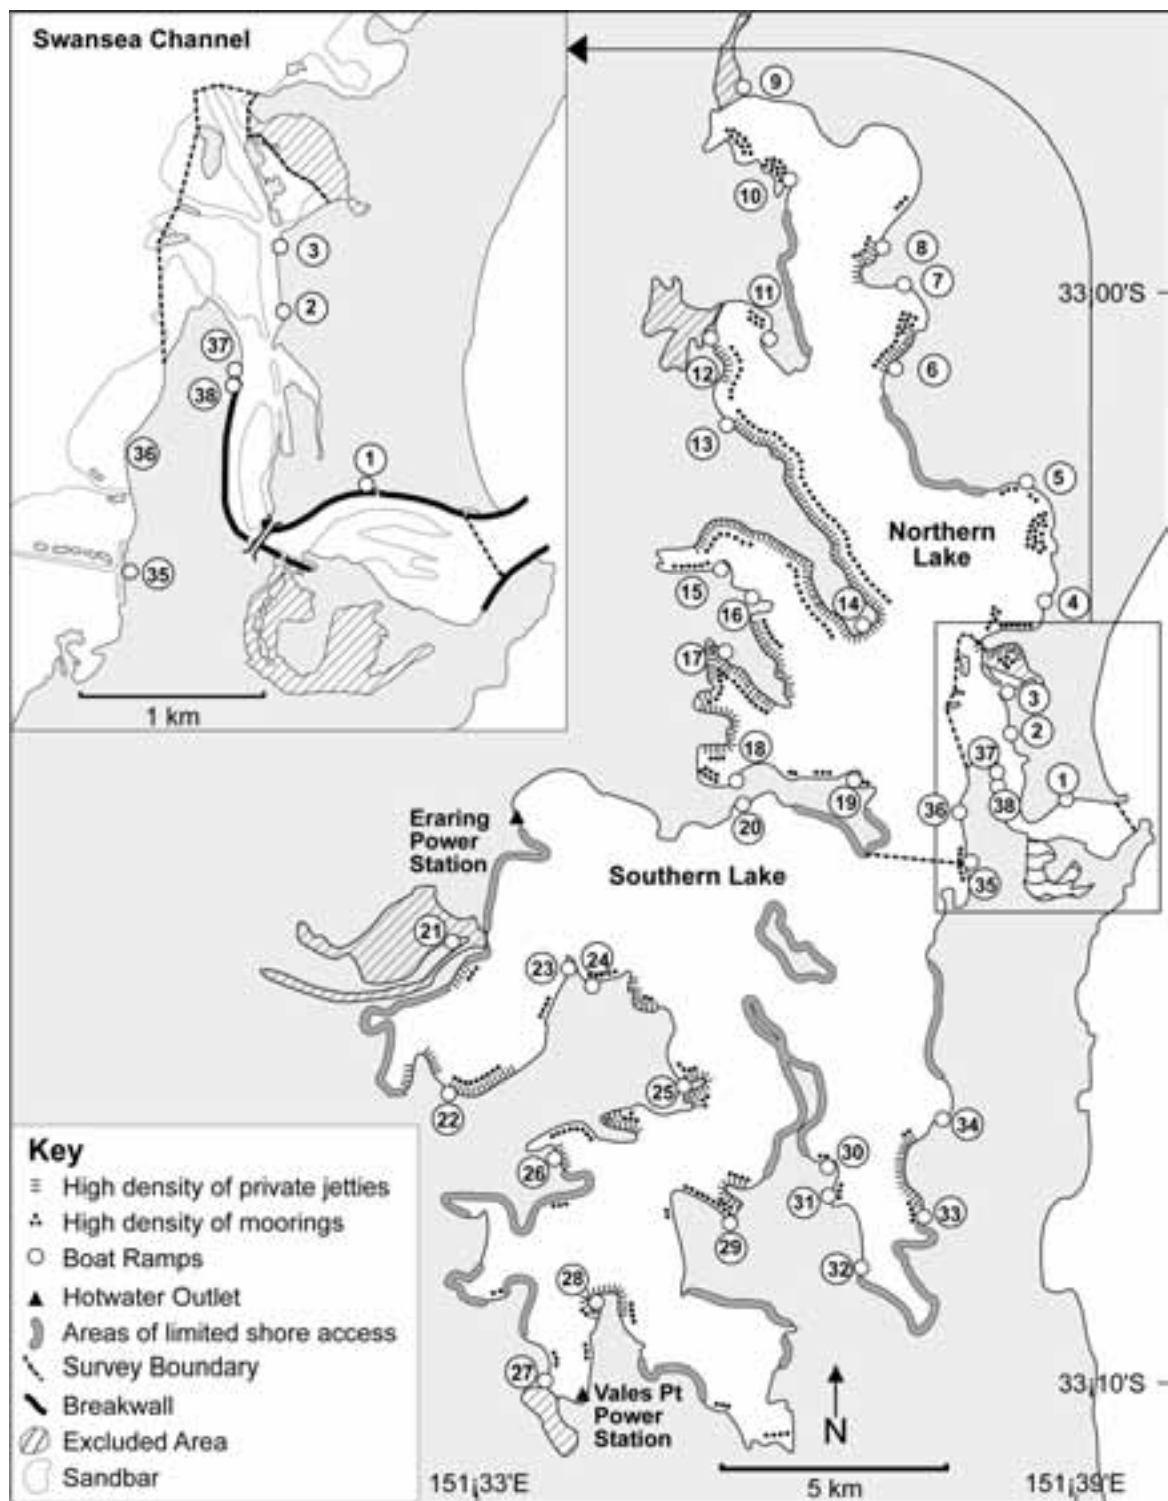 Swansea Channel
3
2
37
38
1
36
35
1 km
9
10
8
7
11
33¡00'S
12
6
13
5
Northern
Lake
4
14
15
16
17
3
2
18
37
1
19
38
36
20
35
Eraring
Power
Station
Southern Lake
21
23
24
25
22
34
26
30
31
33
29
32
28
27
Vales Pt
Power
Station
N
33¡10'S
5 km
151¡33'E
151¡39'E
Key
High density of private jetties
High density of moorings
Boat Ramps
Hotwater Outlet
Areas of limited shore access
Survey Boundary
Breakwall
Excluded Area
Sandbar